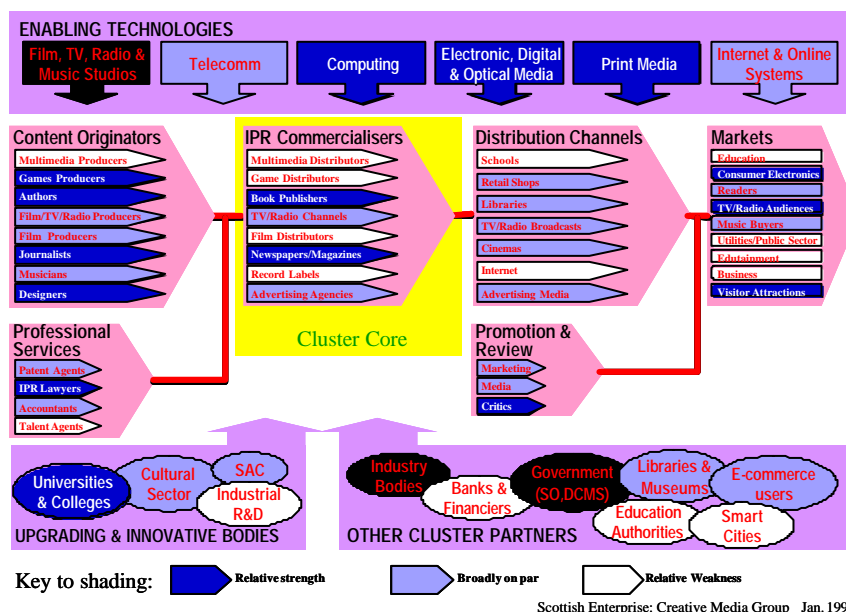 ENABLING TECHNOLOGIES
Film, TV, Radio &
Music Studios
Telecomm
Computing
Electronic, Digital
& Optical Media
Print Media
Internet & Online
Systems
Content Originators
Multimedia Producers
Games Producers
Authors
Film/TV/Radio Producers
Film Producers
Journalists
Musicians
Designers
IPR Commercialisers
Multimedia Distributors
Game Distributors
Book Publishers
TV/Radio Channels
Film Distributors
Newspapers/Magazines
Record Labels
Advertising Agencies
Cluster Core
Distribution Channels
Schools
Retail Shops
Libraries
TV/Radio Broadcasts
Cinemas
Internet
Advertising Media
Markets
Education
Consumer Electronics
Readers
TV/Radio Audiences
Music Buyers
Utilities/Public Sector
Edutainment
Business
Visitor Attractions
Professional
Services
Patent Agents
IPR Lawyers
Accountants
Talent Agents
Promotion &
Review
Marketing
Media
Critics
Universities
& Colleges
Cultural
Sector
SAC
Industrial
R&D
UPGRADING & INNOVATIVE BODIES
Industry
Bodies
Banks &
Financiers
Government
(SO,DCMS)
Libraries &
Museums
E-commerce
users
Education
Authorities
Smart
Cities
OTHER CLUSTER PARTNERS
Key to shading:
Relative strength
Broadly on par
Relative Weakness
Scottish Enterprise: Creative Media Group Jan. 199